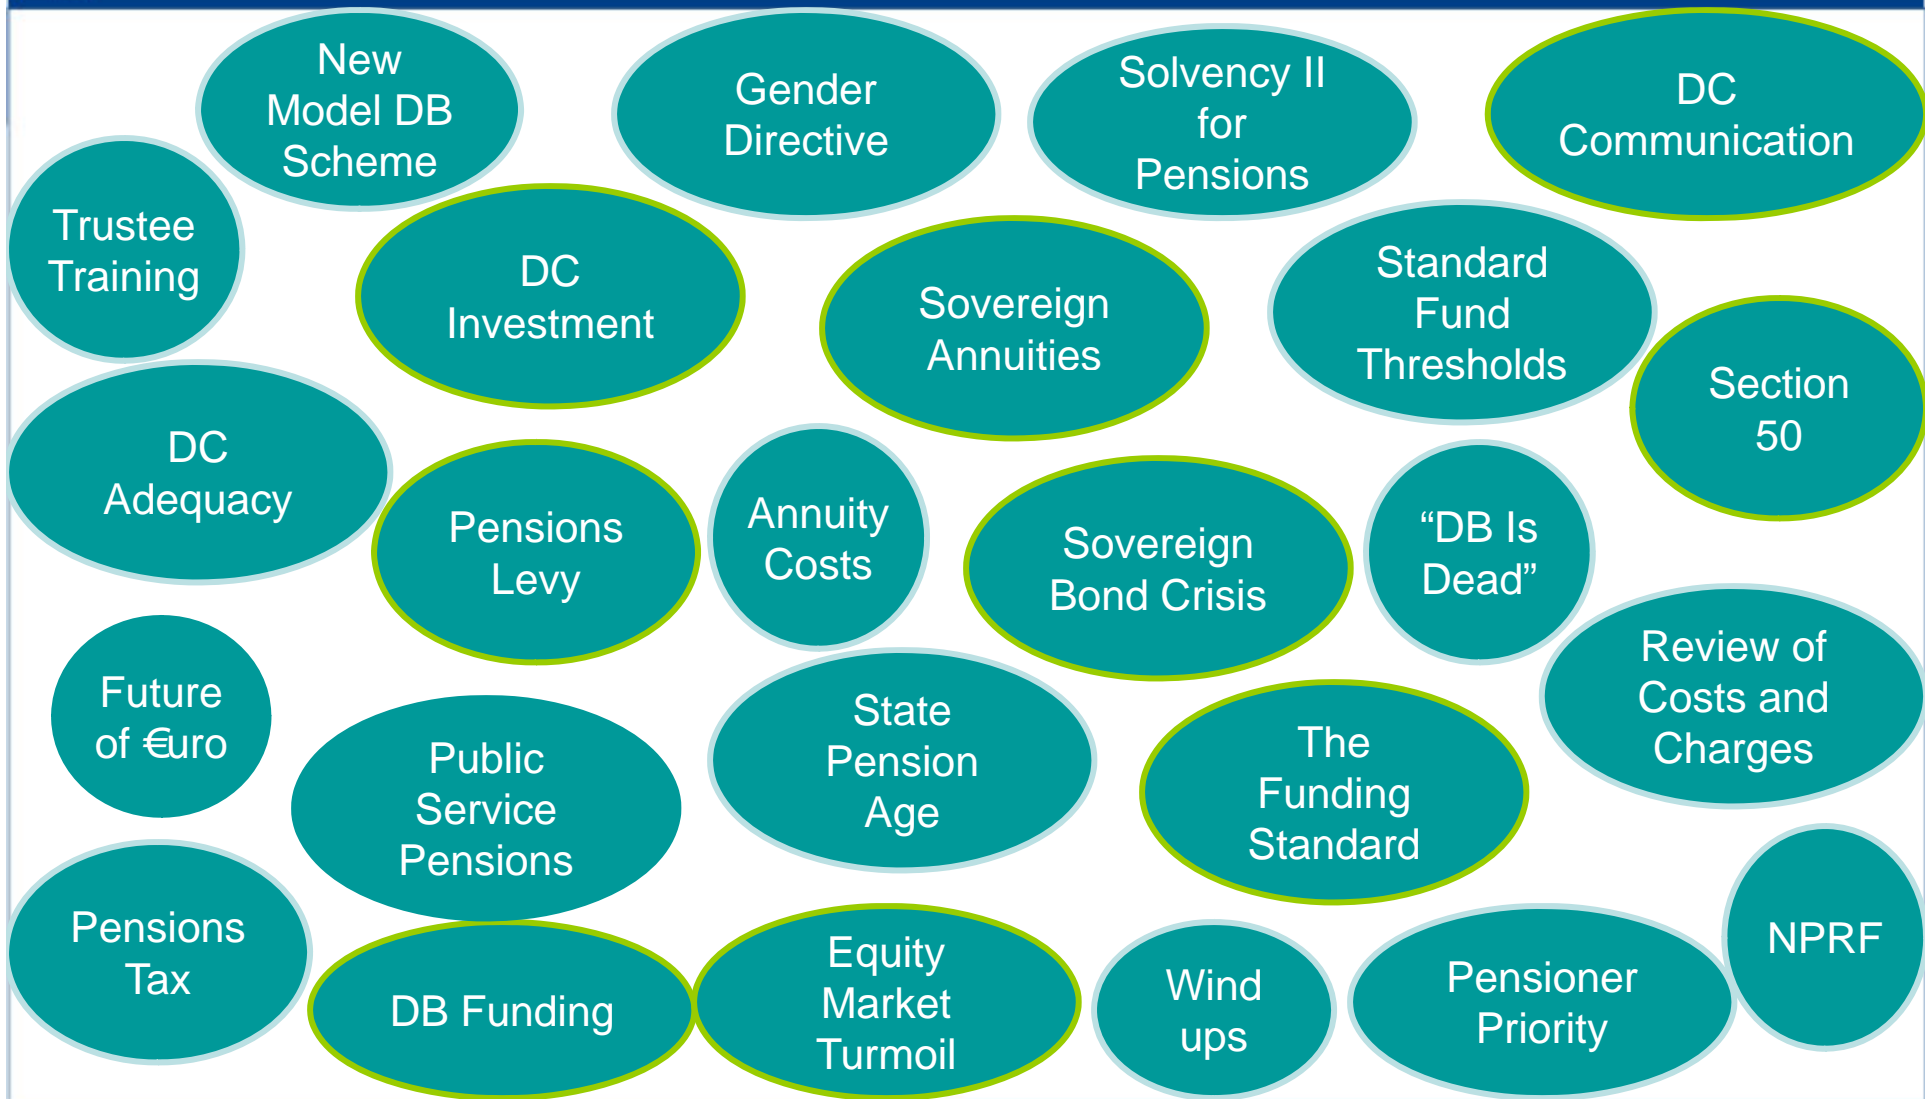 New
Model DB
Scheme
Gender
Directive
Solvency II
for
Pensions
DC
Communication
Trustee
Training
DC
Investment
Sovereign
Annuities
Standard
Fund
Thresholds
Section
50
DC
Adequacy
Pensions
Levy
Annuity
Costs
Sovereign
Bond Crisis
“DB Is
Dead”
Review of
Costs and
Charges
Future
of €uro
Public
Service
Pensions
State
Pension
Age
The
Funding
Standard
Pensions
Tax
DB Funding
Equity
Market
Turmoil
Wind
ups
Pensioner
Priority
NPRF